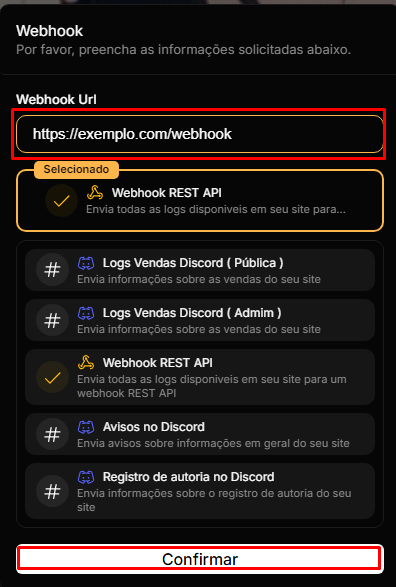 Webhook
Por favor, preencha as informações solicitadas abaixo.
Webhook Url
https://exemplo.com/webhook
Selecionado
Webhook REST API
Envia todas as logs disponiveis em seu site para...
Logs Vendas Discord ( Pública )
Envia informações sobre as vendas do seu site
Logs Vendas Discord ( Admim )
Envia informações sobre as vendas do seu site
Webhook REST API
Envia todas as logs disponiveis em seu site para um
webhook REST API
Avisos no Discord
Envia avisos sobre informações em geral do seu site
Registro de autoria no Discord
Envia informações sobre o registro de autoria do seu
site
Confirmar